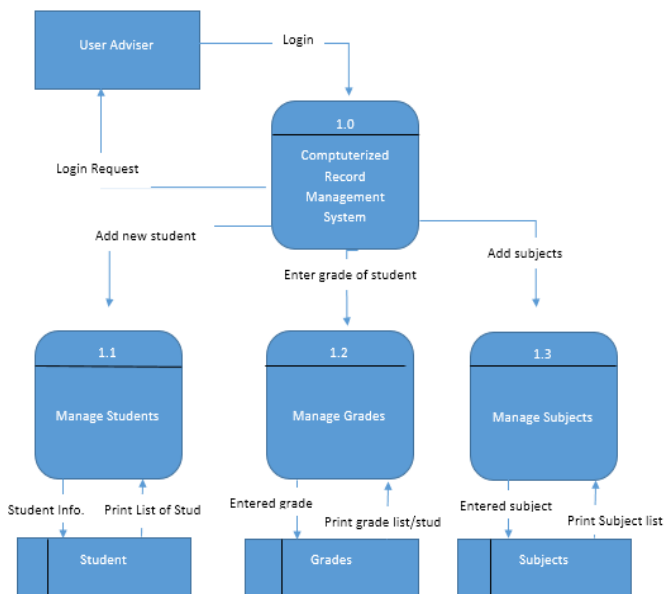 User Adviser
Login
1.0
Comptuterized
Record
Management
System
Login Request
Add new student
Enter grade of student
Add subjects
1.1
Manage Students
1.2
Manage Grades
1.3
Manage Subjects
Student Info.
Print List of Stud
Entered grade
Print grade list/stud
Entered subject
Print Subject list
Student
Grades
Subjects